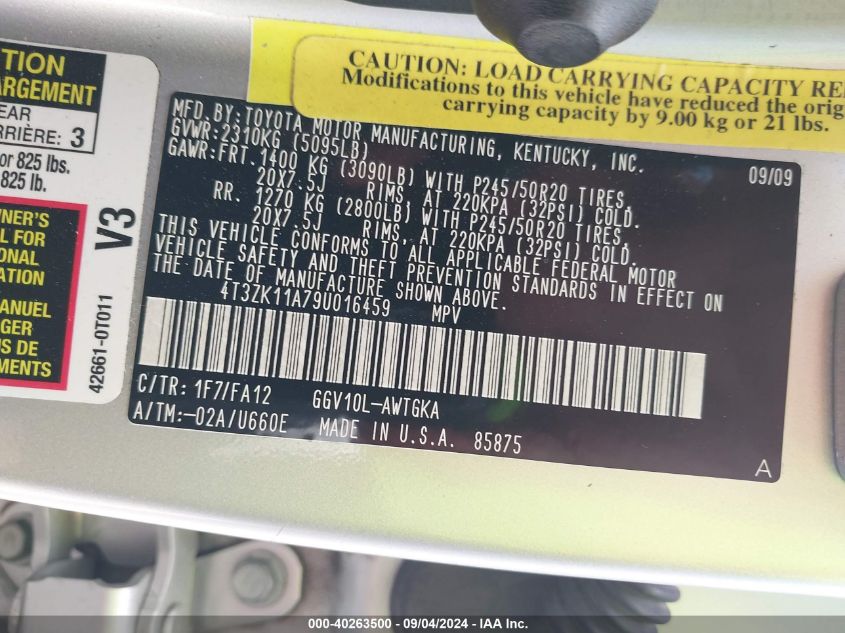 TION
ARGEMENT
EAR
RRIÈRE: 3
or 825 lbs.
825 lb.
WNER'S
L FOR
ONAL
ATION
ANUEL
GER
US DE
MENTS
V3
42661-0T011
CAUTION: LOAD CARRYING CAPACITY RE
Modifications to this vehicle have reduced the orig
carrying capacity by 9.00 kg or 21 lbs.
MFD. BY: TOYOTA MOTOR MANUFACTURING, KENTUCKY, INC.
GVWR: 2310KG (5095LB) 09/09
GAWR: FRT. 1400 KG (3090LB) WITH P245/50R20 TIRES,
20X7.5J RIMS, AT 220KPA (32PSI) COLD.
RR. 1270 KG (2800LB) WITH P245/50R20 TIRES,
20X7.5J RIMS, AT 220KPA (32PSI) COLD.
THIS VEHICLE CONFORMS TO ALL APPLICABLE FEDERAL MOTOR
VEHICLE SAFETY AND THEFT PREVENTION STANDARDS IN EFFECT ON
THE DATE OF MANUFACTURE SHOWN ABOVE.
4T3ZK11A79U016459 MPV
C/TR: 1F7/FA12 GGV10L-AWTGKA
A/TM:-02A/U660E MADE IN U.S.A. 85875
A
000-40263500 - 09/04/2024 - IAA Inc.